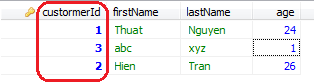 custormerId firstName lastName age
1 Thuat Nguyen 24
3 abc xyz 1
2 Hien Tran 26